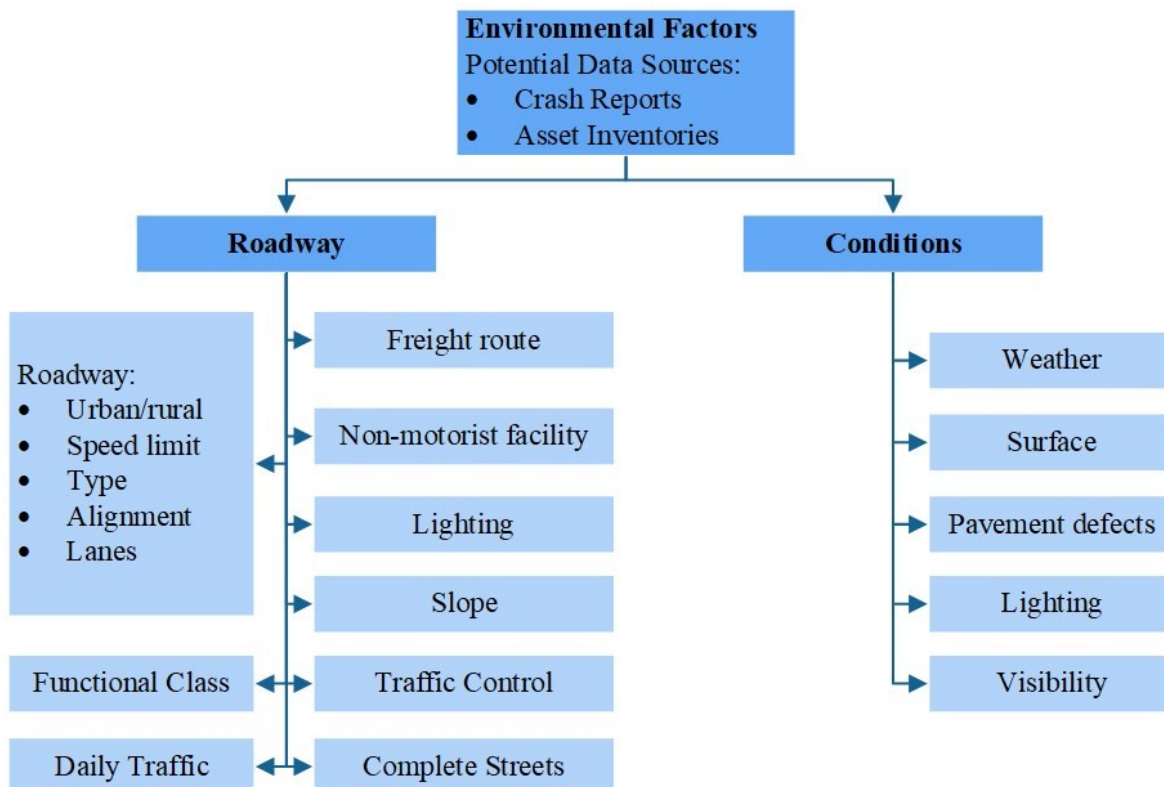 Environmental Factors
Potential Data Sources:
• Crash Reports
• Asset Inventories
Roadway
Conditions
Roadway:
• Urban/rural
• Speed limit
• Type
• Alignment
• Lanes
Functional Class
Daily Traffic
Freight route
Non-motorist facility
Lighting
Slope
Traffic Control
Complete Streets
Weather
Surface
Pavement defects
Lighting
Visibility